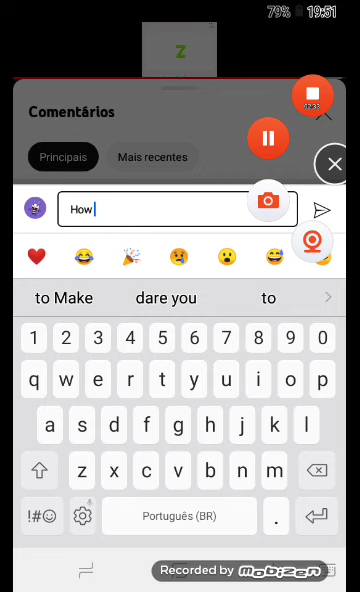 79% 19:51
z
Comentários
Principais Mais recentes
How
to Make dare you to
1 2 3 4 5 6 7 8 9 0
q w e r t y u i o p
a s d f g h j k l
z x c v b n m
!#☺ Português (BR) .
Recorded by mobizen